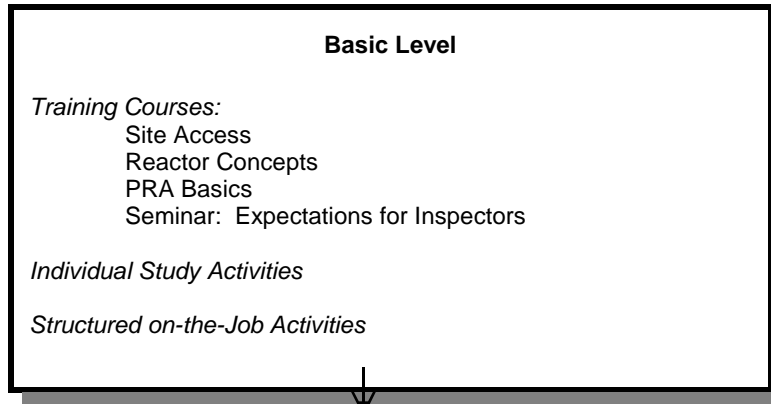 Basic Level
Training Courses:
Site Access
Reactor Concepts
PRA Basics
Seminar: Expectations for Inspectors
Individual Study Activities
Structured on-the-Job Activities